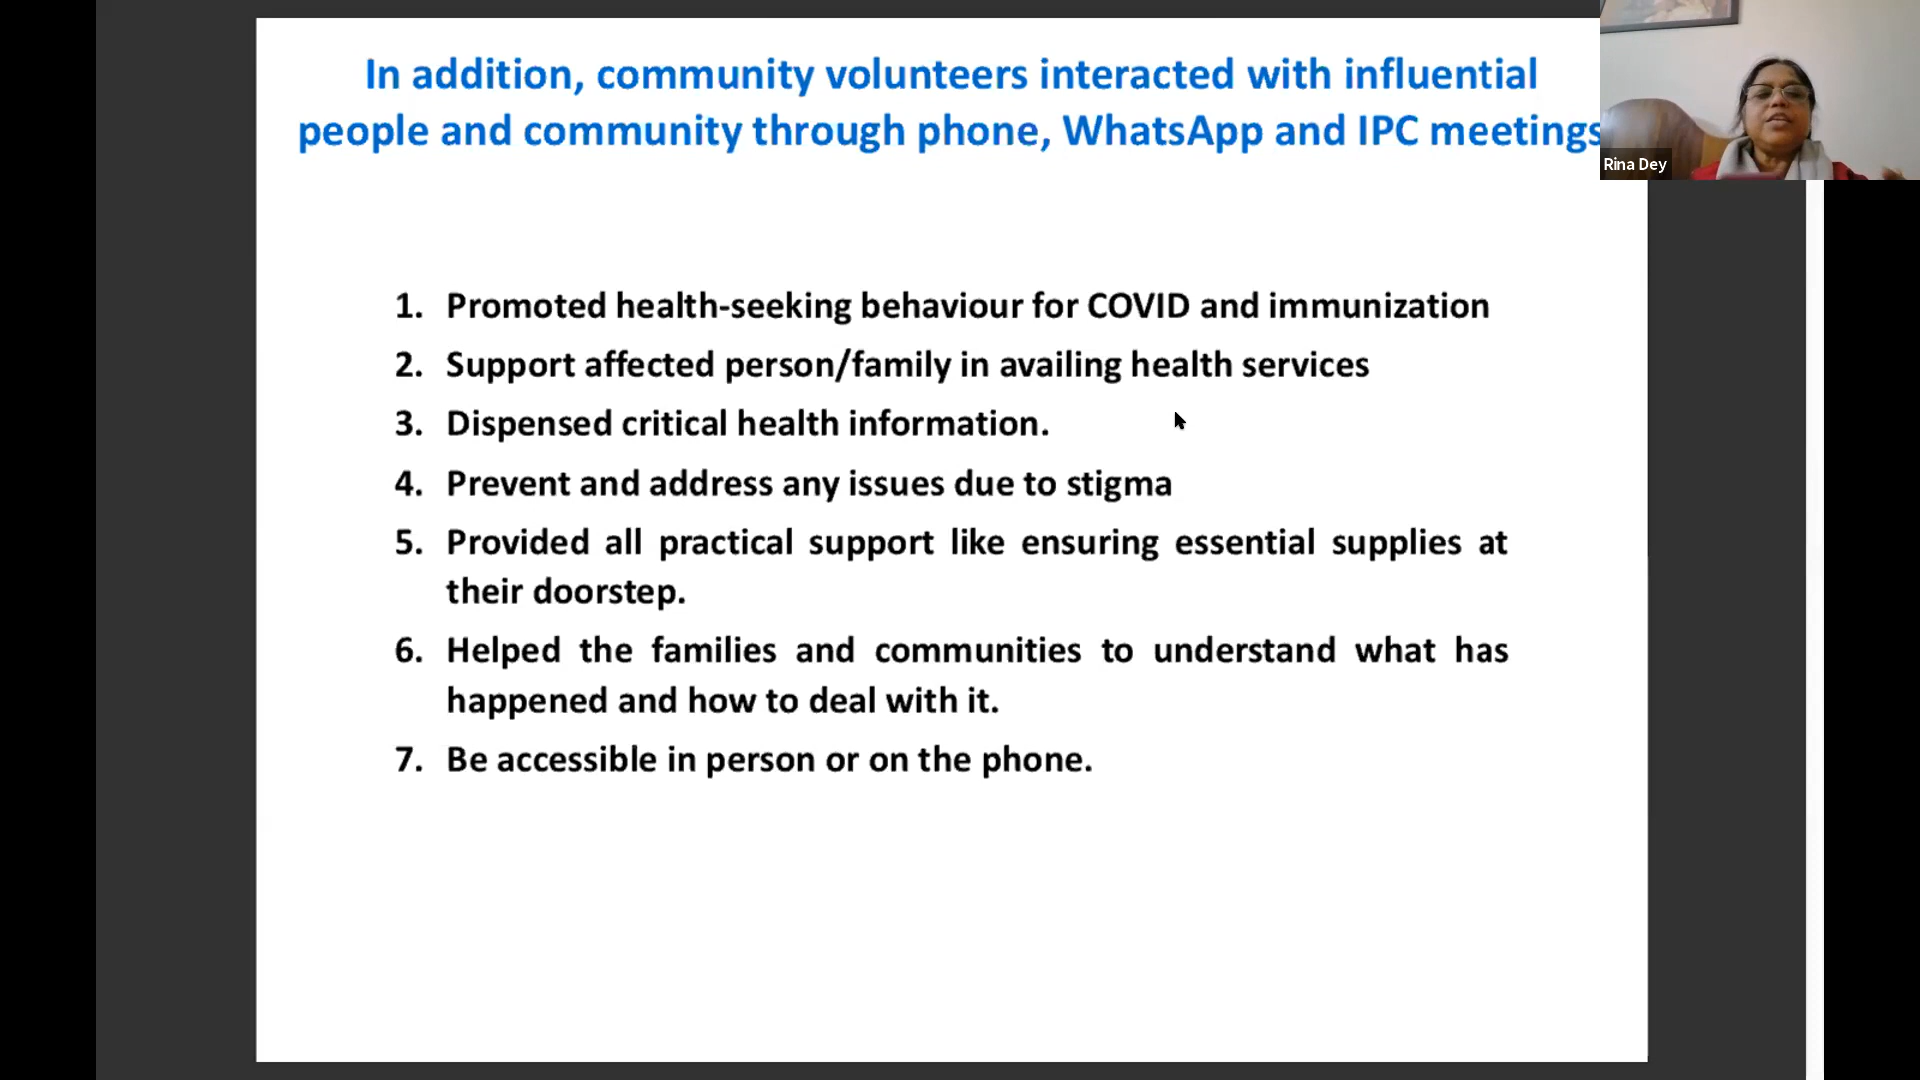 In addition, community volunteers interacted with influential
people and community through phone, WhatsApp and IPC meetings
Rina Dey
1. Promoted health-seeking behaviour for COVID and immunization
2. Support affected person/family in availing health services
3. Dispensed critical health information.
4. Prevent and address any issues due to stigma
5. Provided all practical support like ensuring essential supplies at
their doorstep.
6. Helped the families and communities to understand what has
happened and how to deal with it.
7. Be accessible in person or on the phone.